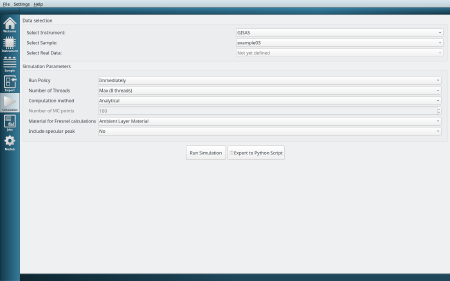 File Settings Help
Data selection
Select Instrument: GISAS
Select Sample: example03
Select Real Data: Not yet defined
Simulation Parameters
Run Policy Immediately
Number of Threads Max (8 threads)
Computation method Analytical
Number of MC points 100
Material for Fresnel calculations Ambient Layer Material
Include specular peak No
Run Simulation Export to Python Script
Welcome
Instrument
Sample
Import
Simulation
Jobs